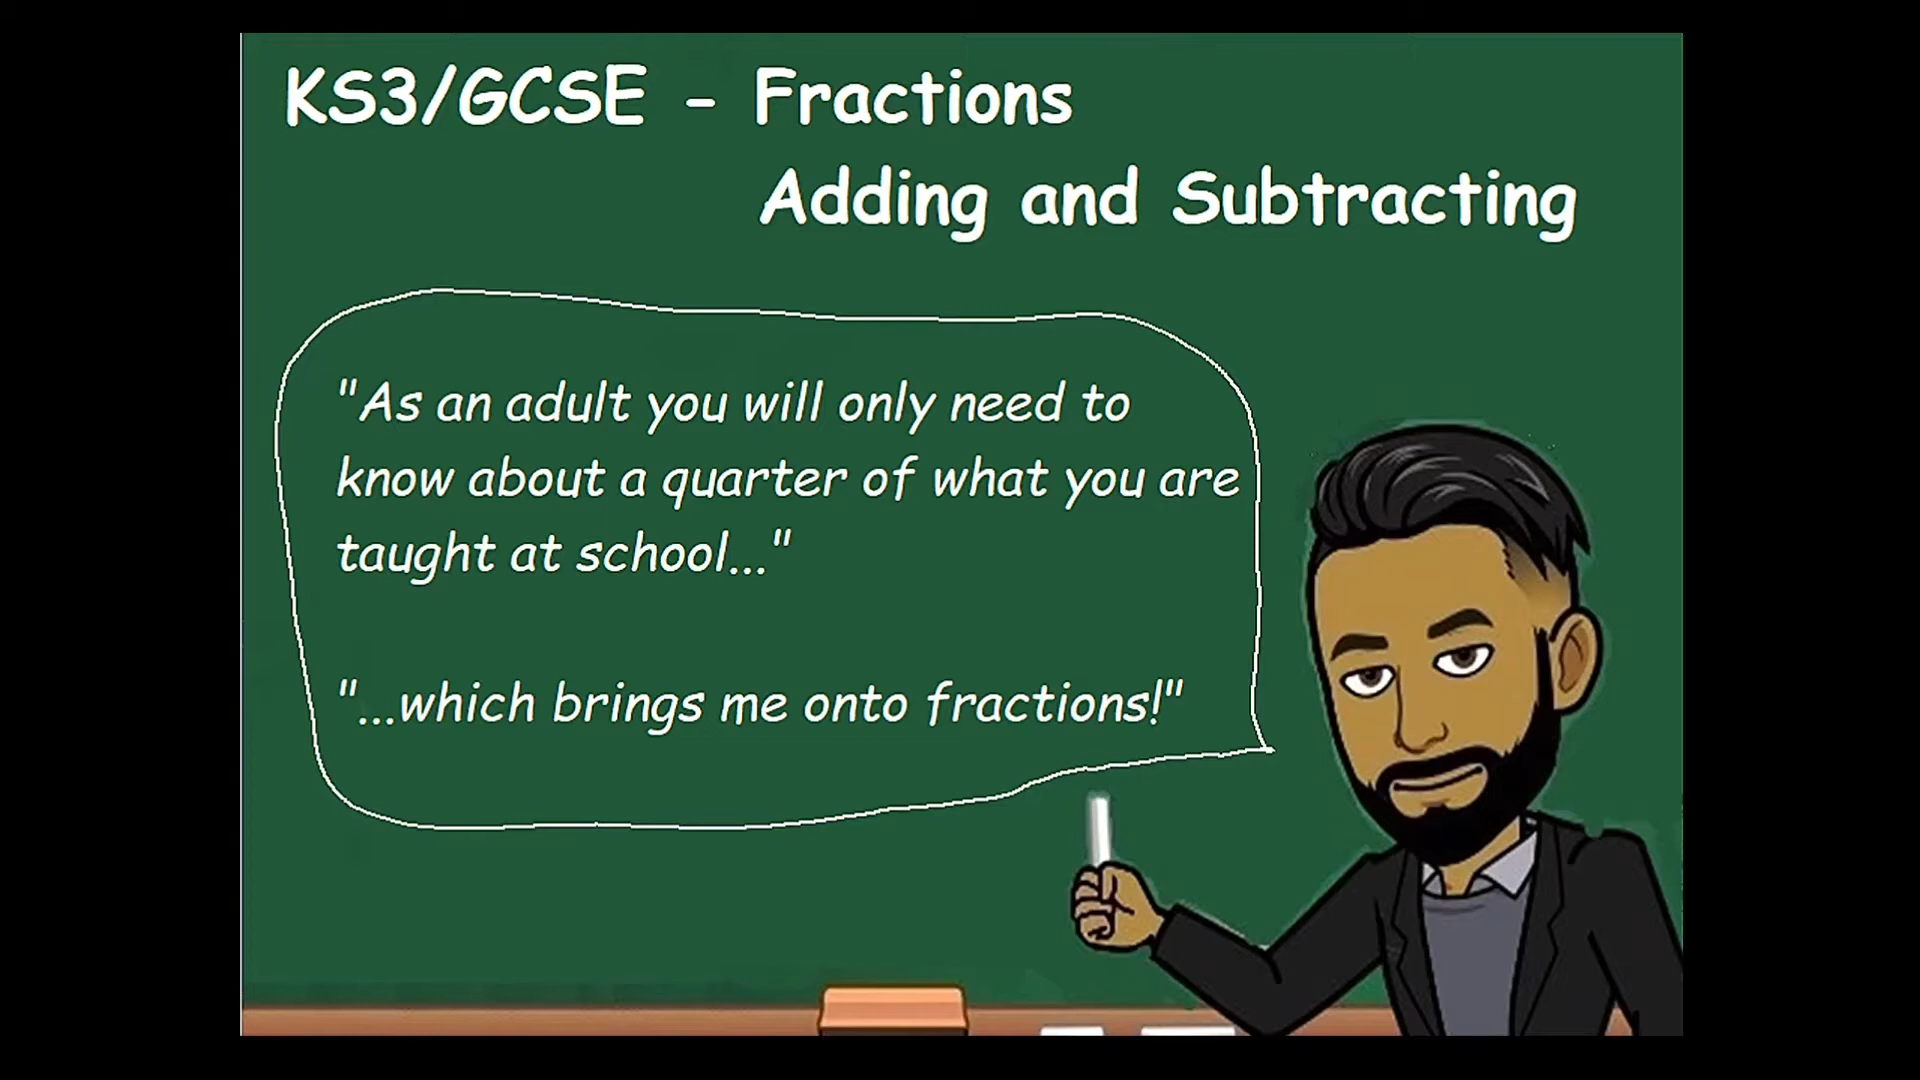 KS3/GCSE - Fractions
Adding and Subtracting
"As an adult you will only need to
know about a quarter of what you are
taught at school..."
"...which brings me onto fractions!"